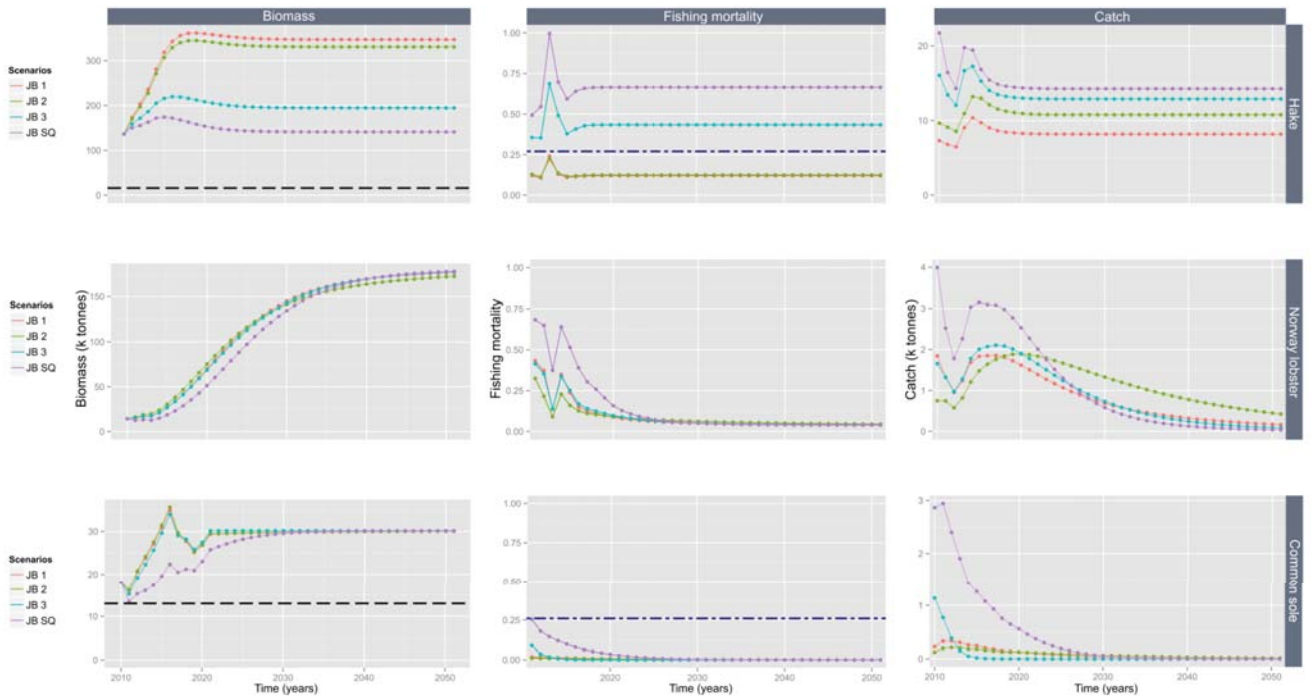 Biomass
Fishing mortality
Catch
Scenarios
JB 1
JB 2
JB 3
JB SQ
300
200
100
0
1.00
0.75
0.50
0.25
0.00
20
10
0
Hake
Scenarios
JB 1
JB 2
JB 3
JB SQ
Biomass (k tonnes)
150
100
50
0
Fishing mortality
1.00
0.75
0.50
0.25
0.00
Catch (k tonnes)
4
3
2
1
0
Norway lobster
Scenarios
JB 1
JB 2
JB 3
JB SQ
30
20
10
0
1.00
0.75
0.50
0.25
0.00
3
2
1
0
Common sole
2010 2020 2030 2040 2050
2020 2030 2040 2050
2010 2020 2030 2040 2050
Time (years)
Time (years)
Time (years)